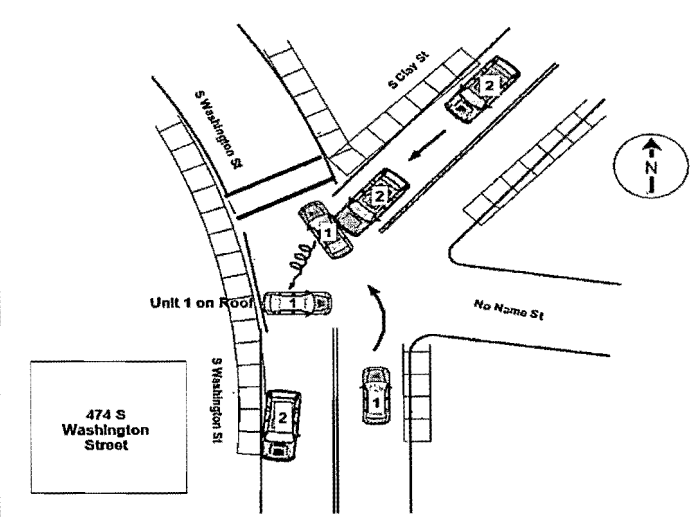 S Clay St
2
S Washington St
N
2
1
Unit 1 on Roof
1
No Name St
S Washington St
1
2
474 S
Washington
Street